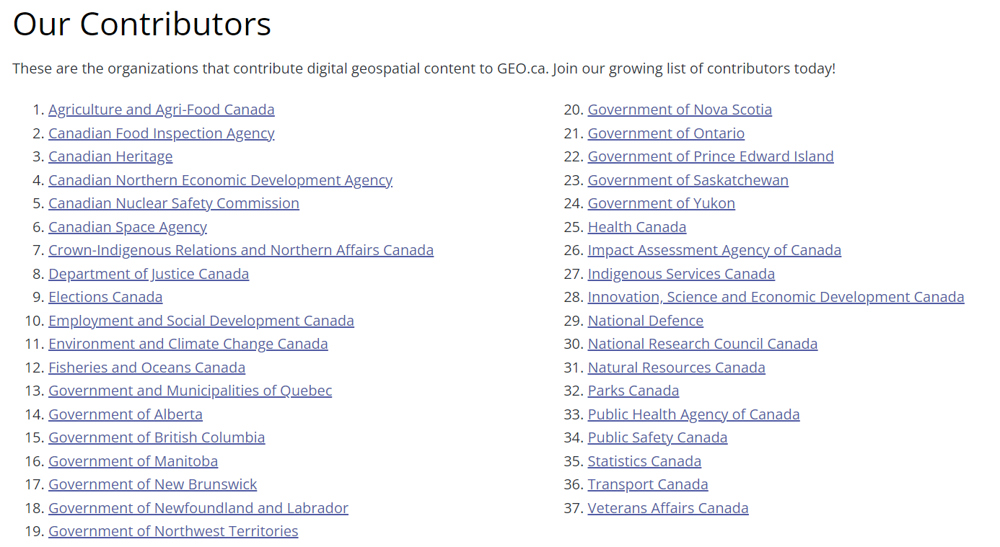 Our Contributors
These are the organizations that contribute digital geospatial content to GEO.ca. Join our growing list of contributors today!
1. Agriculture and Agri-Food Canada
2. Canadian Food Inspection Agency
3. Canadian Heritage
4. Canadian Northern Economic Development Agency
5. Canadian Nuclear Safety Commission
6. Canadian Space Agency
7. Crown-Indigenous Relations and Northern Affairs Canada
8. Department of Justice Canada
9. Elections Canada
10. Employment and Social Development Canada
11. Environment and Climate Change Canada
12. Fisheries and Oceans Canada
13. Government and Municipalities of Quebec
14. Government of Alberta
15. Government of British Columbia
16. Government of Manitoba
17. Government of New Brunswick
18. Government of Newfoundland and Labrador
19. Government of Northwest Territories
20. Government of Nova Scotia
21. Government of Ontario
22. Government of Prince Edward Island
23. Government of Saskatchewan
24. Government of Yukon
25. Health Canada
26. Impact Assessment Agency of Canada
27. Indigenous Services Canada
28. Innovation, Science and Economic Development Canada
29. National Defence
30. National Research Council Canada
31. Natural Resources Canada
32. Parks Canada
33. Public Health Agency of Canada
34. Public Safety Canada
35. Statistics Canada
36. Transport Canada
37. Veterans Affairs Canada